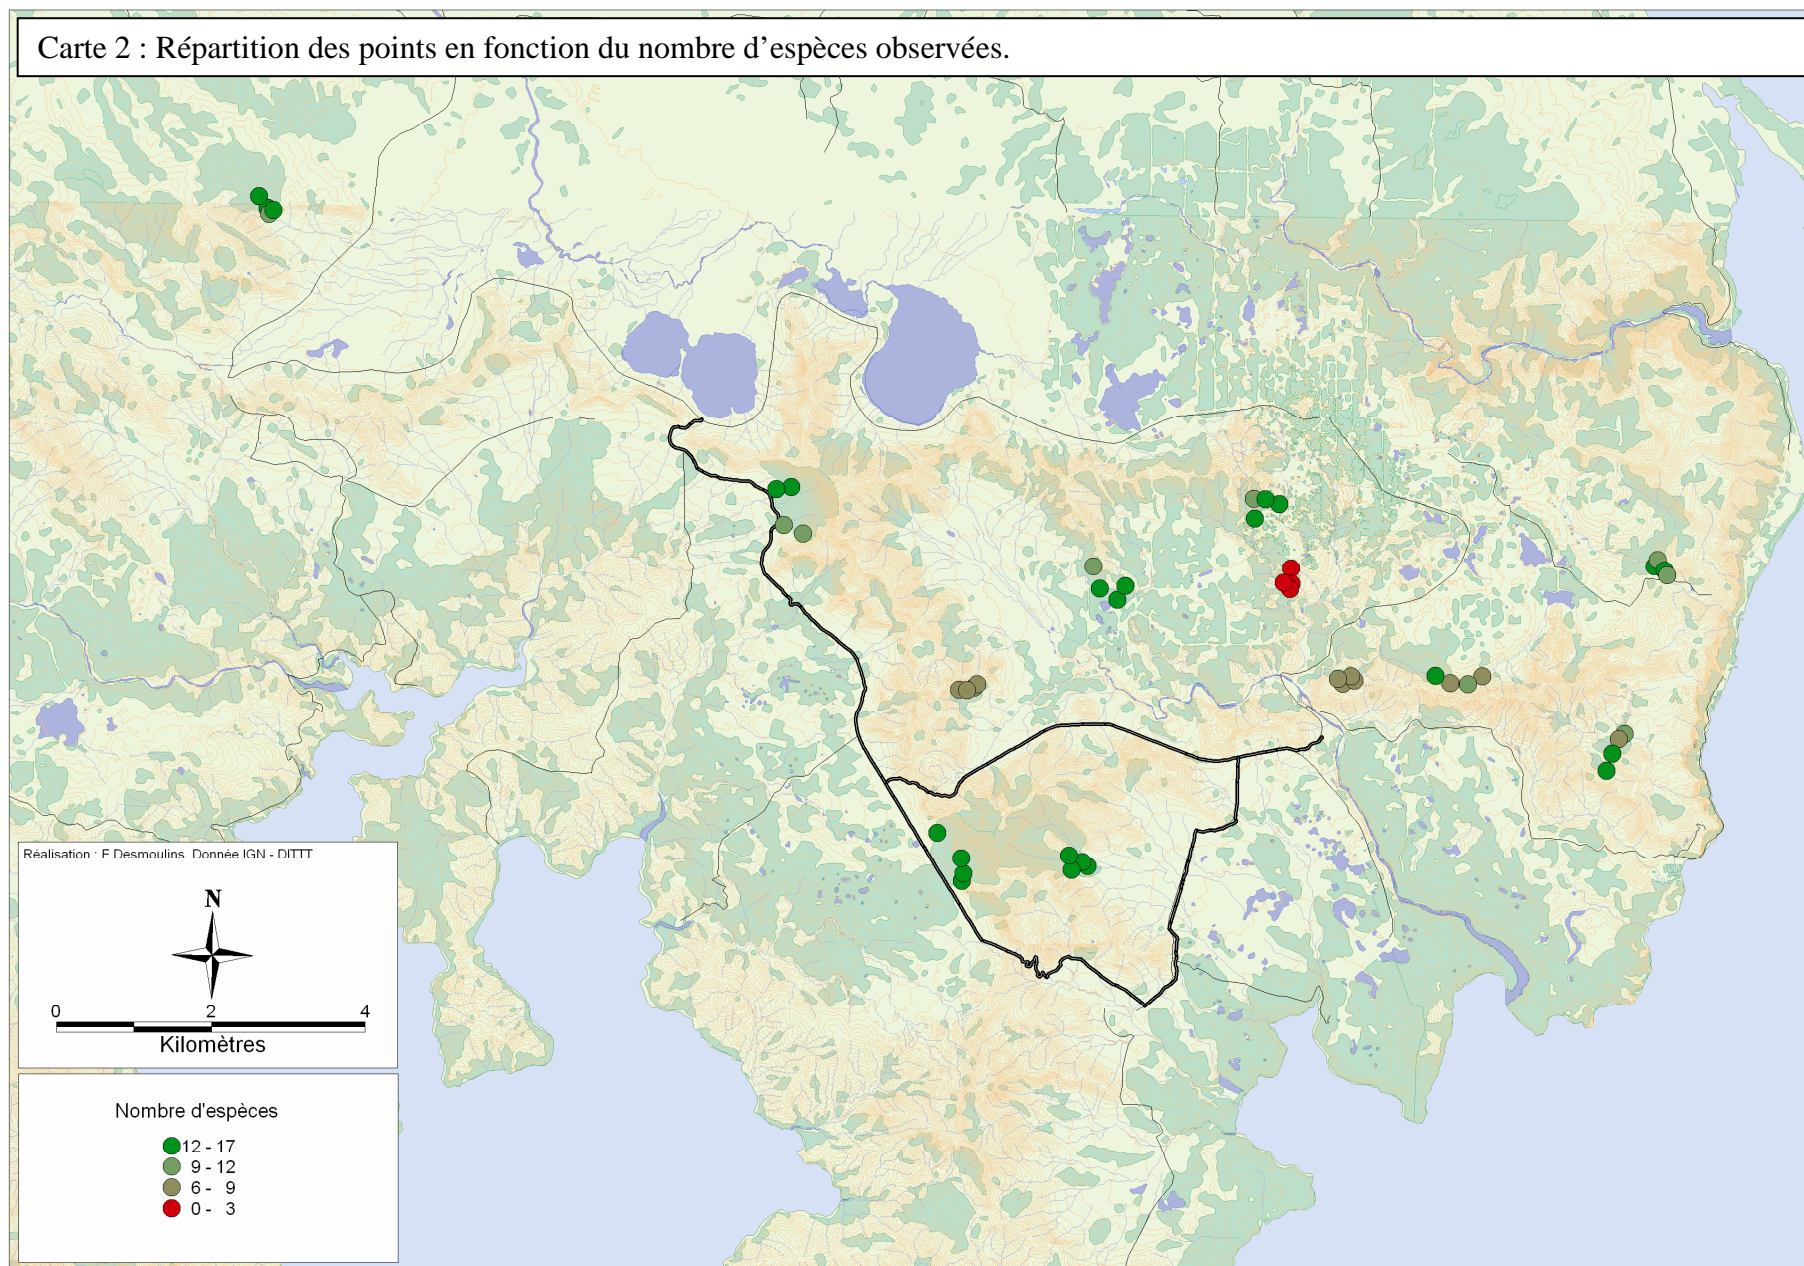 Carte 2 : Répartition des points en fonction du nombre d’espèces observées.
Réalisation : F Desmoulins Donnée IGN - DITTT
N
0 2 4
Kilomètres
Nombre d'espèces
12 - 17
9 - 12
6 - 9
0 - 3